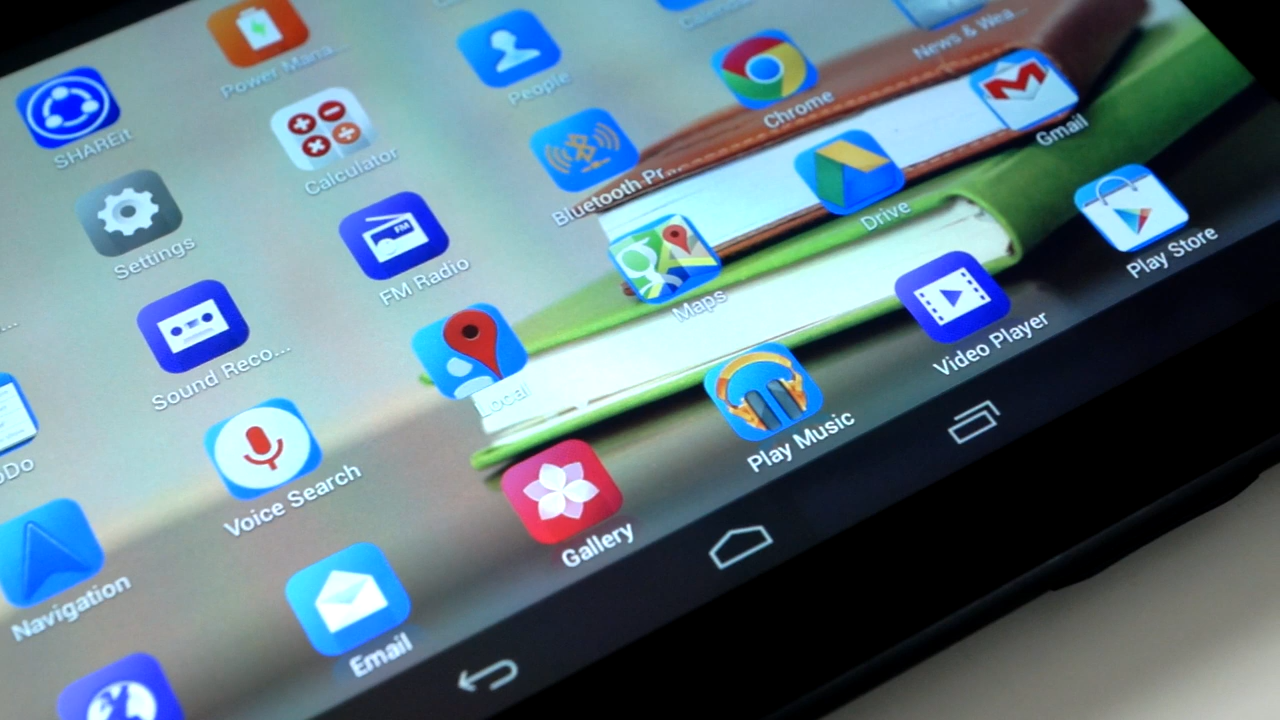 Power Mana...
People
News & Wea...
SHAREit
Calculator
Chrome
Gmail
Settings
FM
FM Radio
Bluetooth Pr...
Drive
Play Store
Sound Reco...
Local
Maps
Video Player
Voice Search
Play Music
Navigation
Gallery
Email